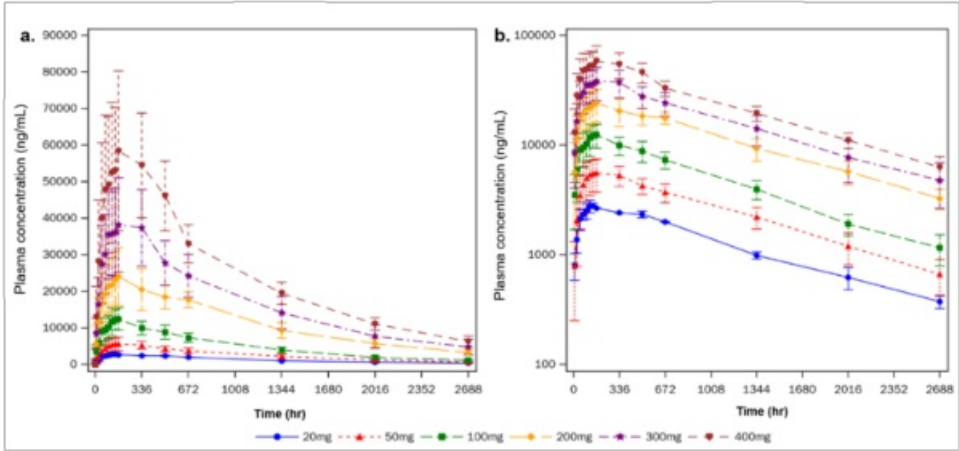 a.
Plasma concentration (ng/mL)
90000
80000
70000
60000
50000
40000
30000
20000
10000
0
0 336 672 1008 1344 1680 2016 2352 2688
Time (hr)
b.
Plasma concentration (ng/mL)
100000
10000
1000
100
0 336 672 1008 1344 1680 2016 2352 2688
Time (hr)
20mg 50mg 100mg 200mg 300mg 400mg